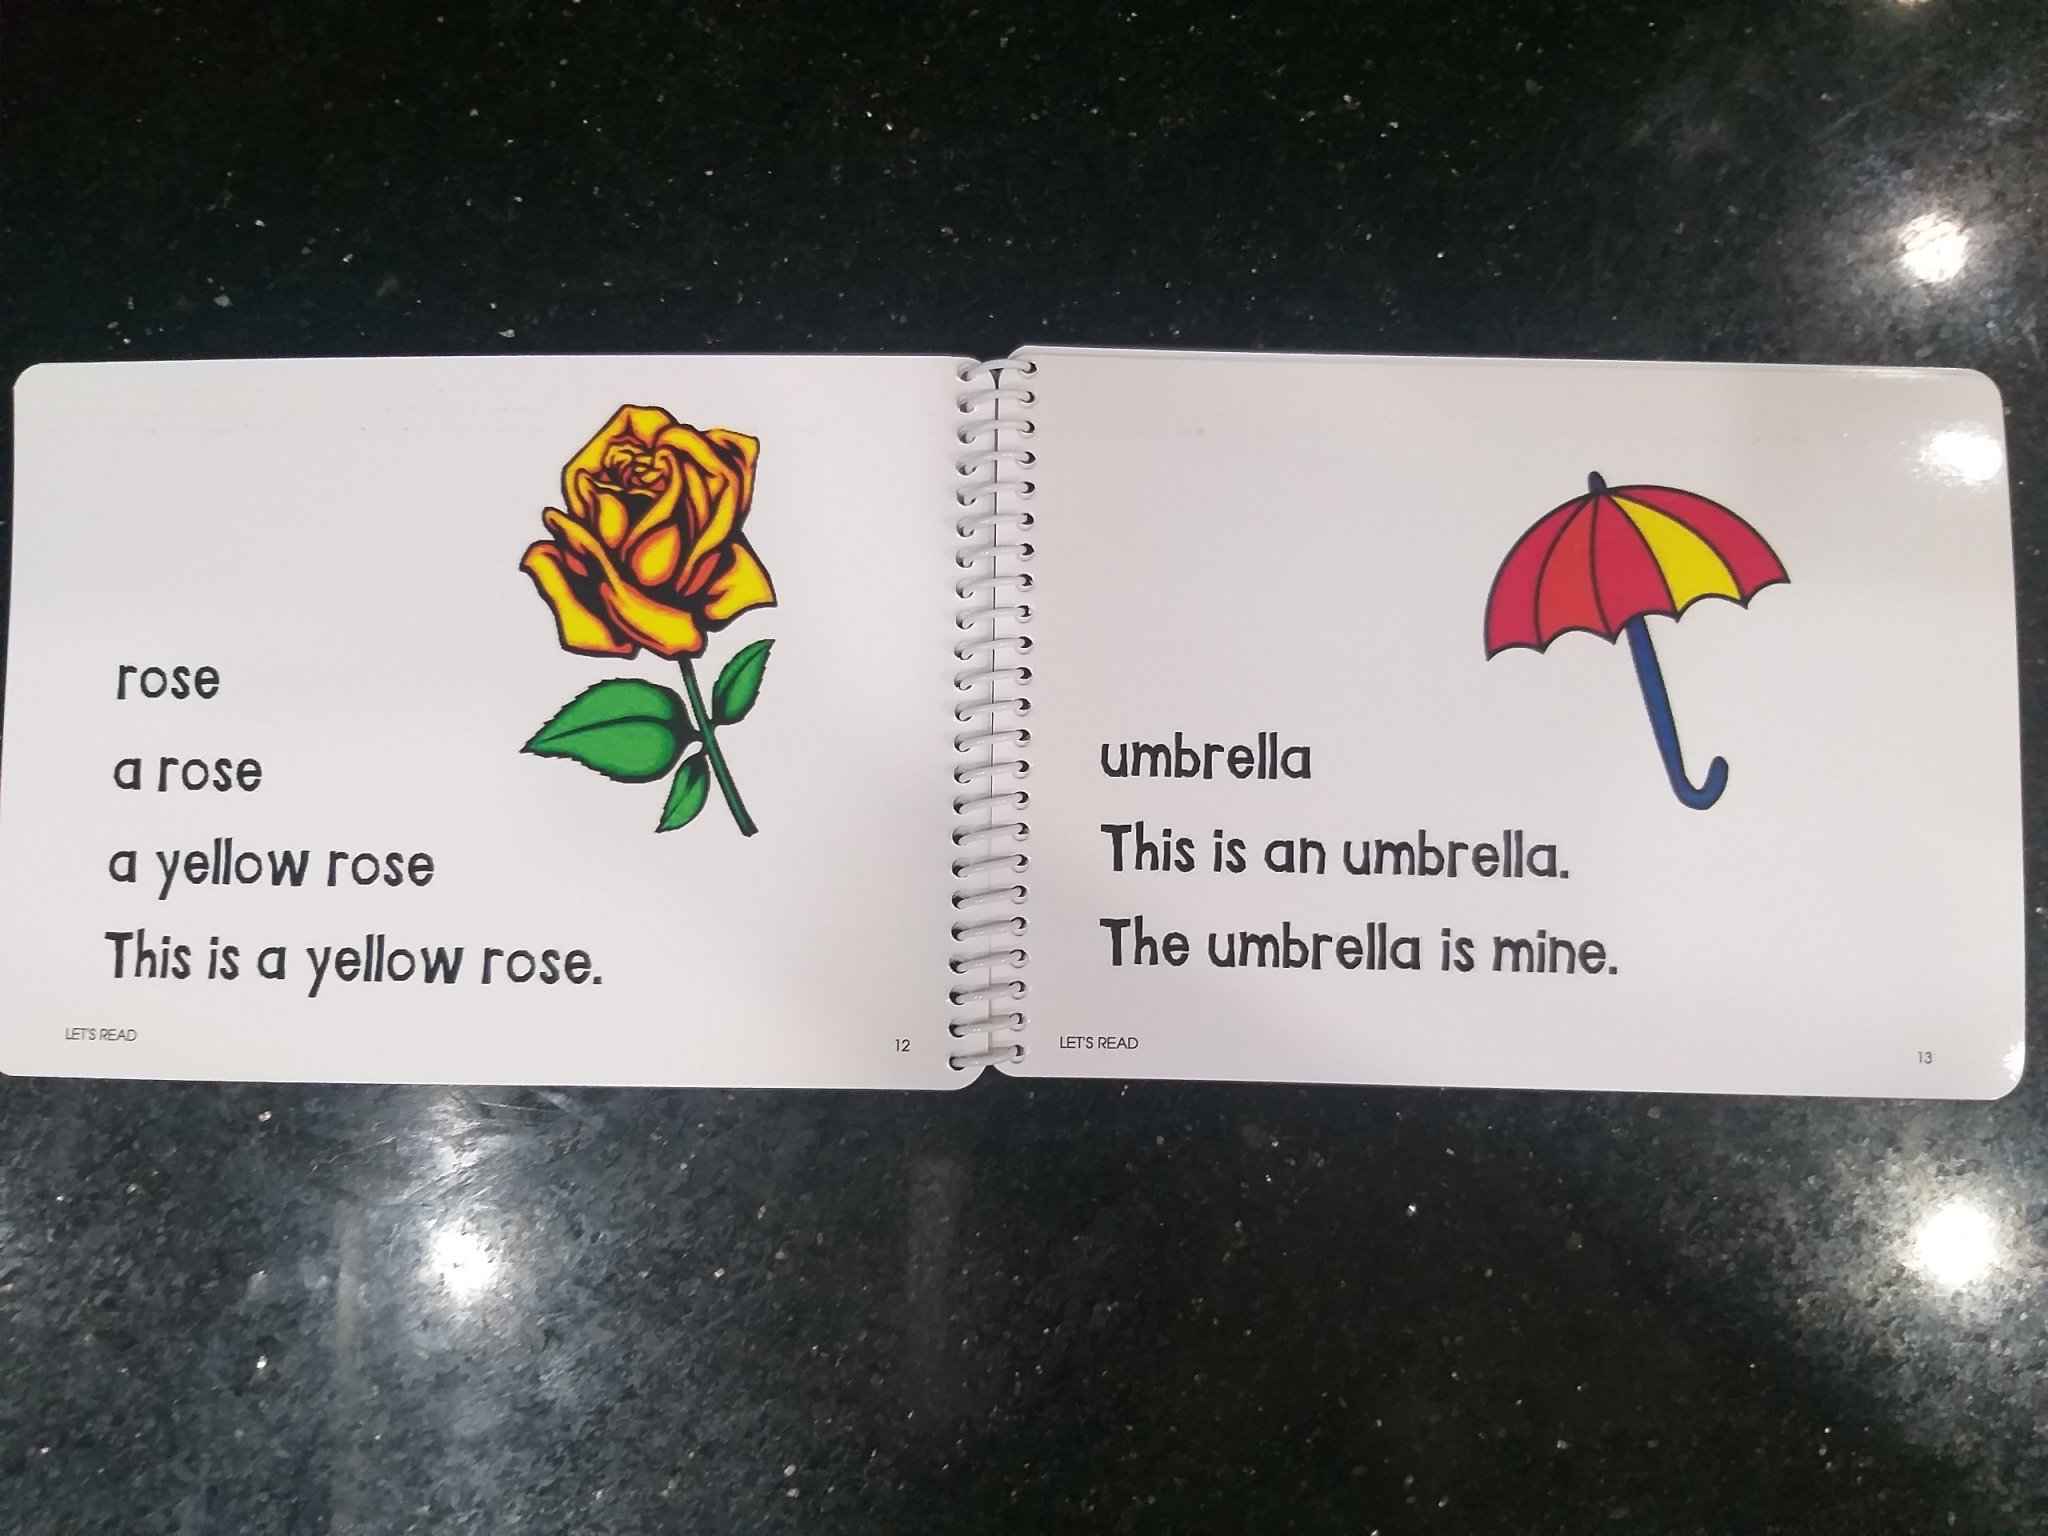 rose
a rose
a yellow rose
This is a yellow rose.
LET'S READ
12
umbrella
This is an umbrella.
The umbrella is mine.
LET'S READ
13